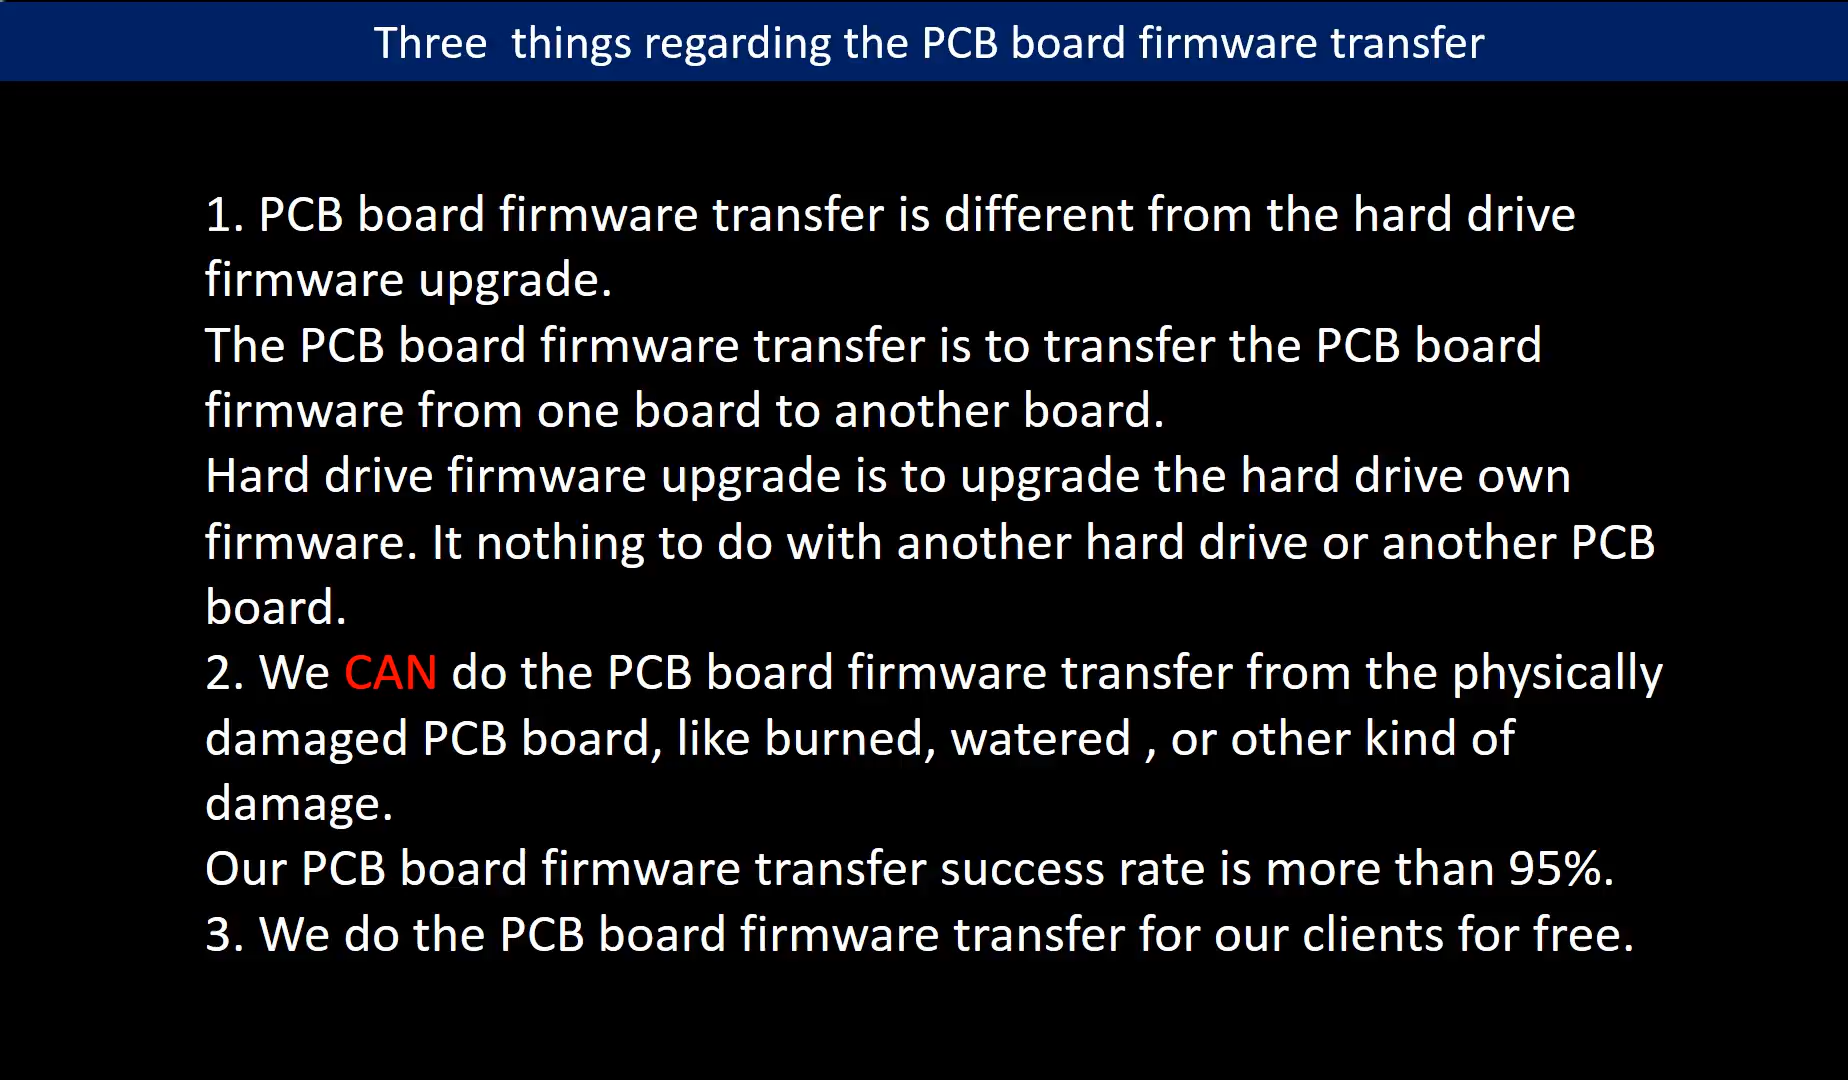 Three  things regarding the PCB board firmware transfer
1. PCB board firmware transfer is different from the hard drive
firmware upgrade.
The PCB board firmware transfer is to transfer the PCB board
firmware from one board to another board.
Hard drive firmware upgrade is to upgrade the hard drive own
firmware. It nothing to do with another hard drive or another PCB
board.
2. We CAN do the PCB board firmware transfer from the physically
damaged PCB board, like burned, watered , or other kind of
damage.
Our PCB board firmware transfer success rate is more than 95%.
3. We do the PCB board firmware transfer for our clients for free.